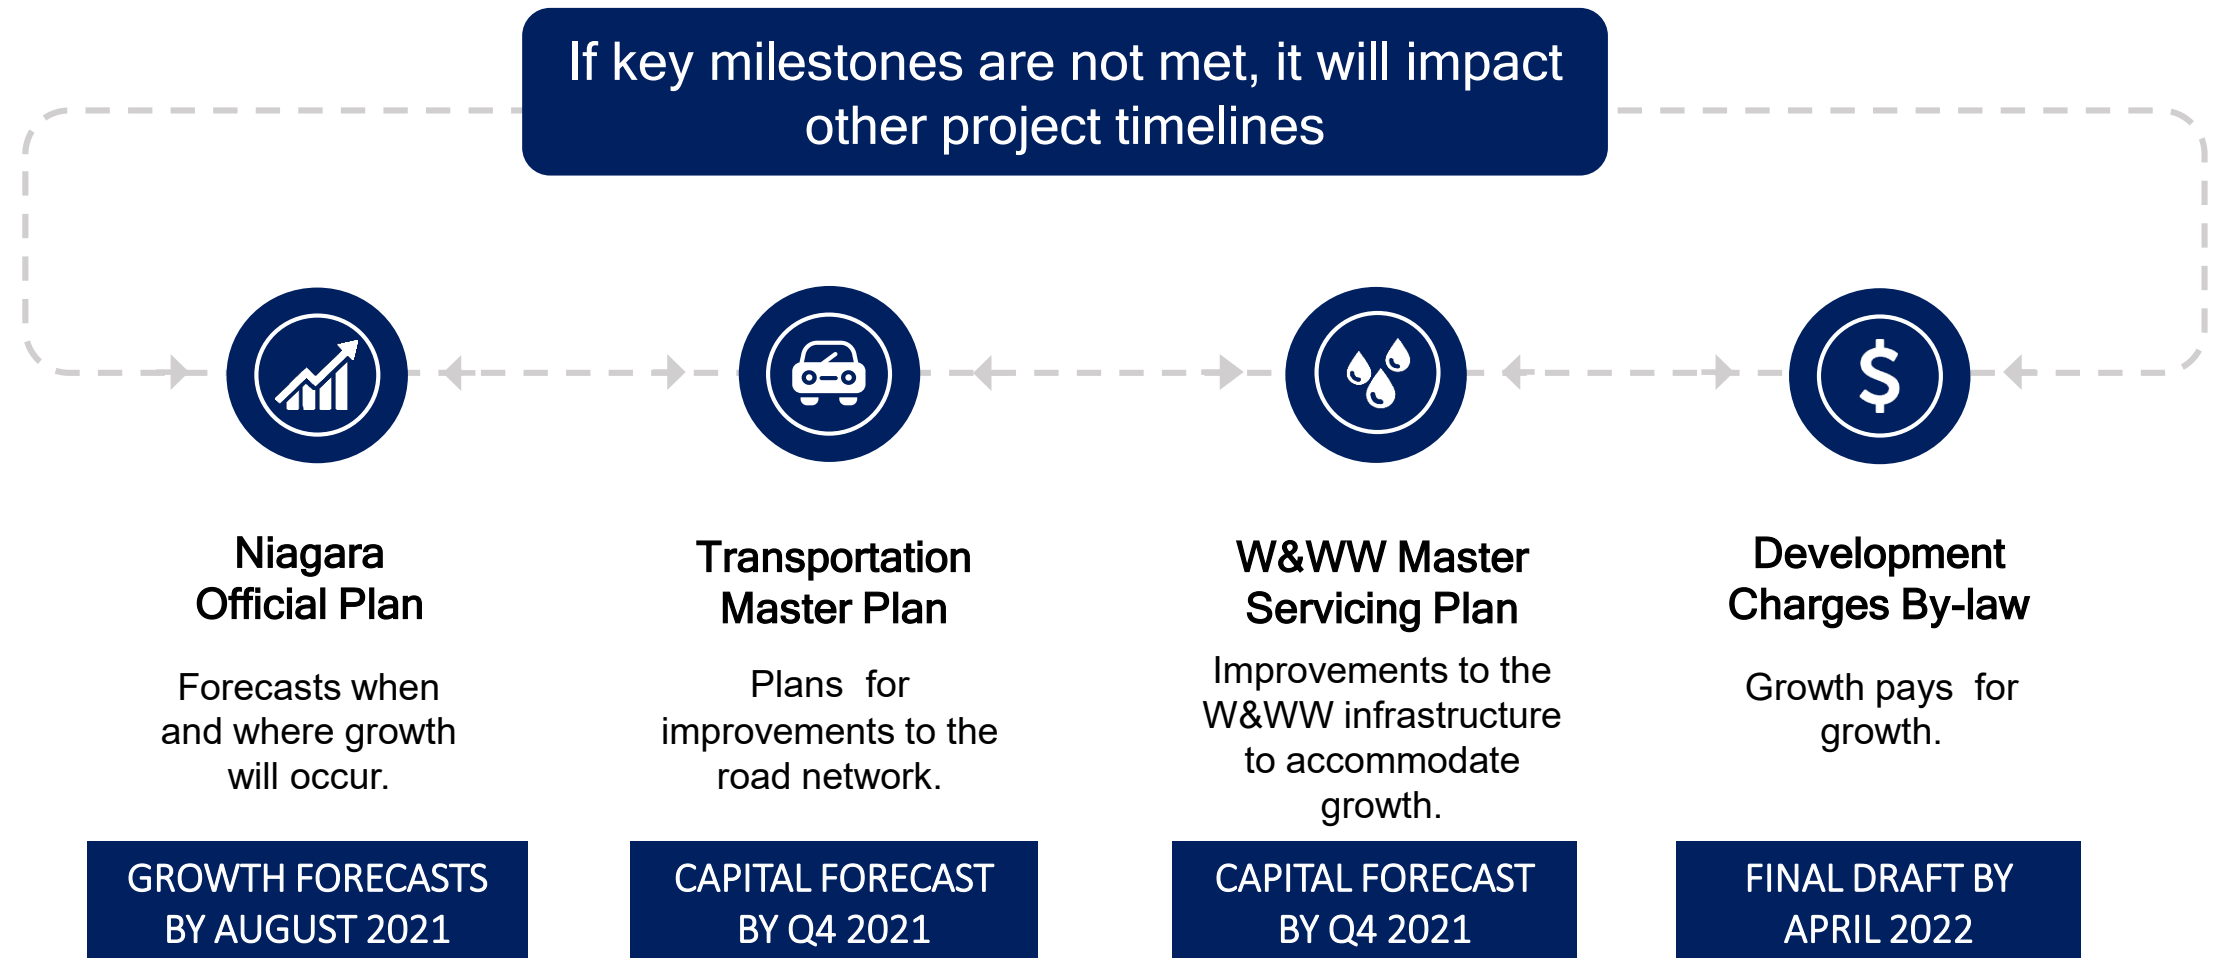 If key milestones are not met, it will impact
other project timelines
Niagara
Official Plan
Forecasts when
and where growth
will occur.
GROWTH FORECASTS
BY AUGUST 2021
Transportation
Master Plan
Plans for
improvements to the
road network.
CAPITAL FORECAST
BY Q4 2021
W&WW Master
Servicing Plan
Improvements to the
W&WW infrastructure
to accommodate
growth.
CAPITAL FORECAST
BY Q4 2021
$
Development
Charges By-law
Growth pays for
growth.
FINAL DRAFT BY
APRIL 2022